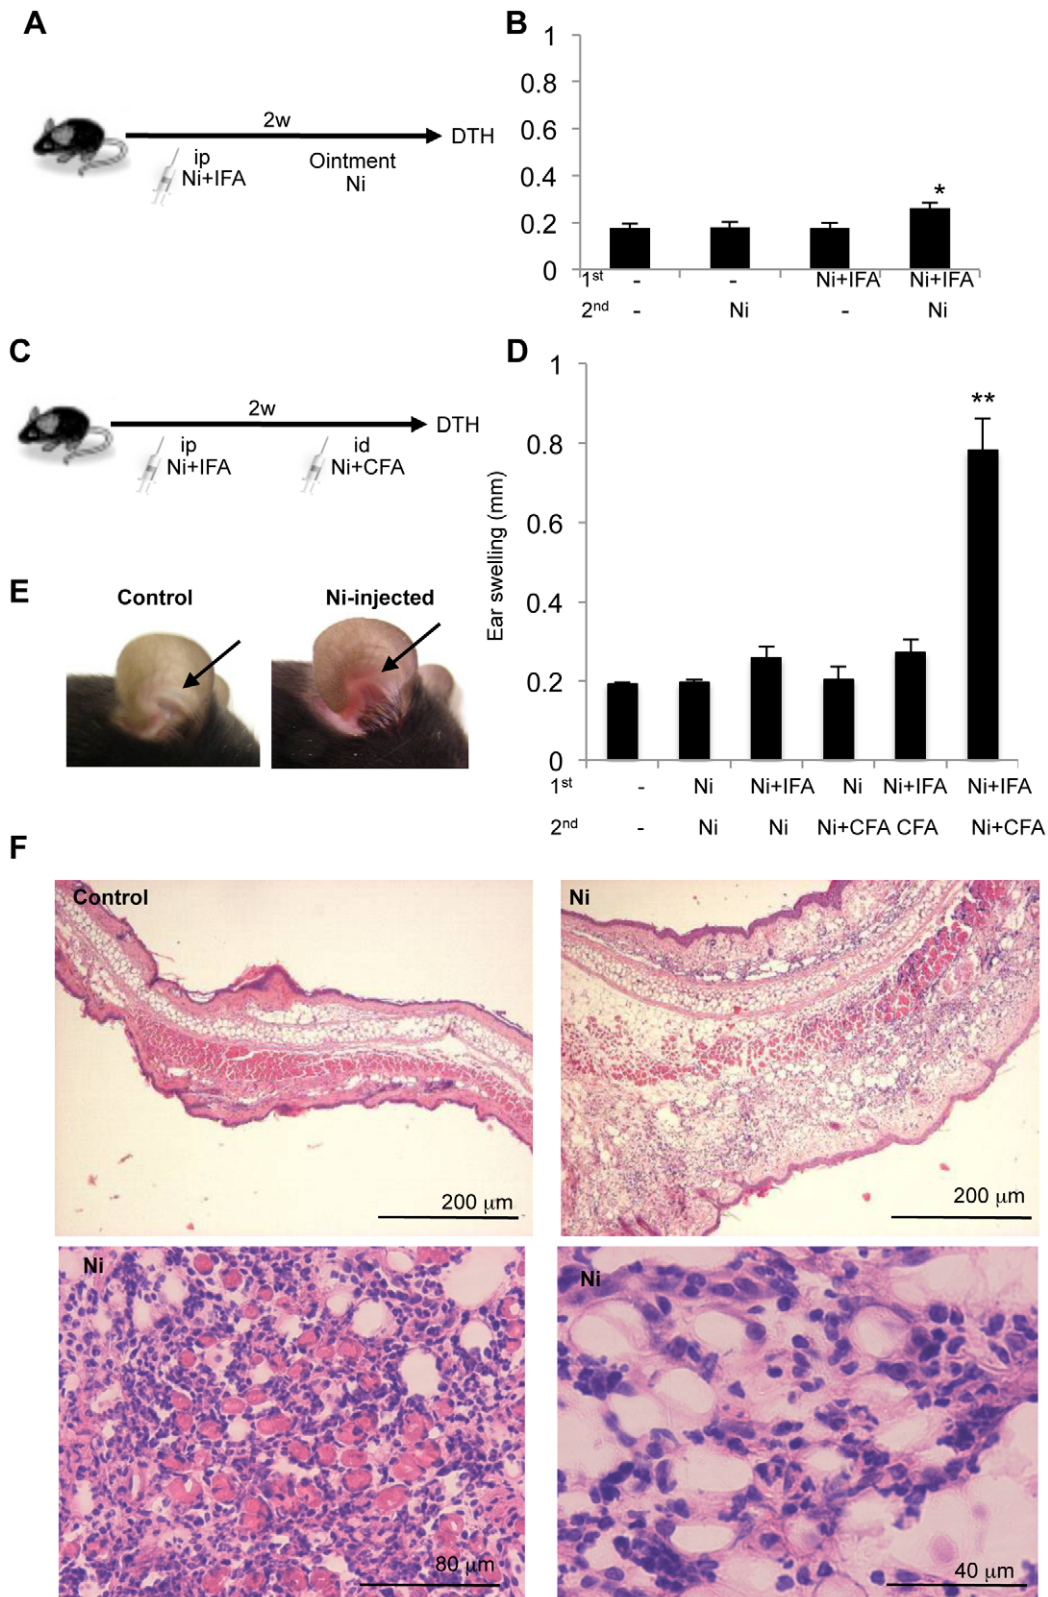 A
2w
DTH
ip
Ni+IFA
Ointment
Ni
B
1
0.8
0.6
0.4
0.2
0
*
1st - - Ni+IFA Ni+IFA
2nd - Ni - Ni
C
2w
DTH
ip
Ni+IFA
id
Ni+CFA
D
Ear swelling (mm)
1
0.8
0.6
0.4
0.2
0
**
1st - Ni Ni+IFA Ni Ni+IFA Ni+IFA
2nd - Ni Ni Ni+CFA CFA Ni+CFA
E
Control
Ni-injected
F
Control
200 μm
Ni
200 μm
Ni
80 μm
Ni
40 μm